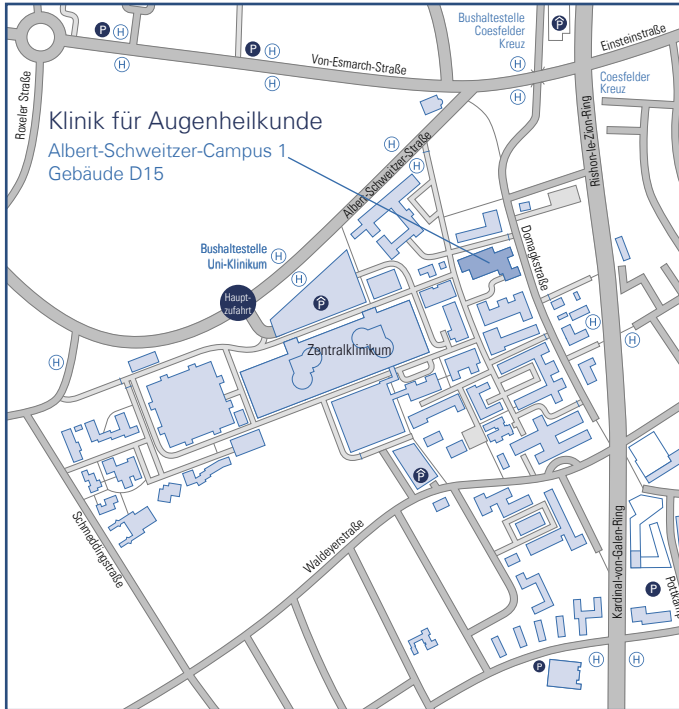 P
H
H
P
H
H
Von-Esmarch-Straße
Bushaltestelle
Coesfelder
Kreuz
H
H
P
Einsteinstraße
Coesfelder
Kreuz
H
Roxeler Straße
Rishon-le-Zion-Ring
Klinik für Augenheilkunde
Albert-Schweitzer-Campus 1
Gebäude D15
Albert-Schweitzer-Straße
H
H
Domagkstraße
Bushaltestelle
Uni-Klinikum
H
H
Haupt-
zufahrt
P
Zentralklinikum
H
H
H
P
Schmeddingstraße
Waldeyerstraße
Kardinal-von-Galen-Ring
Pottkamp
P
P
H
H